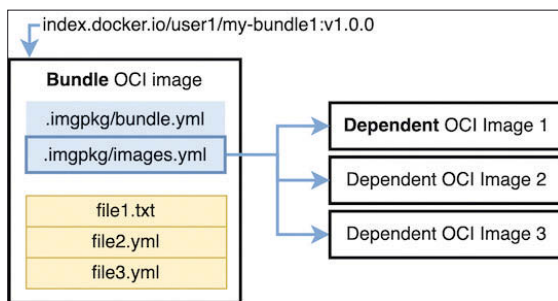 index.docker.io/user1/my-bundle1:v1.0.0
Bundle OCI image
.imgpkg/bundle.yml
.imgpkg/images.yml
file1.txt
file2.yml
file3.yml
Dependent OCI Image 1
Dependent OCI Image 2
Dependent OCI Image 3